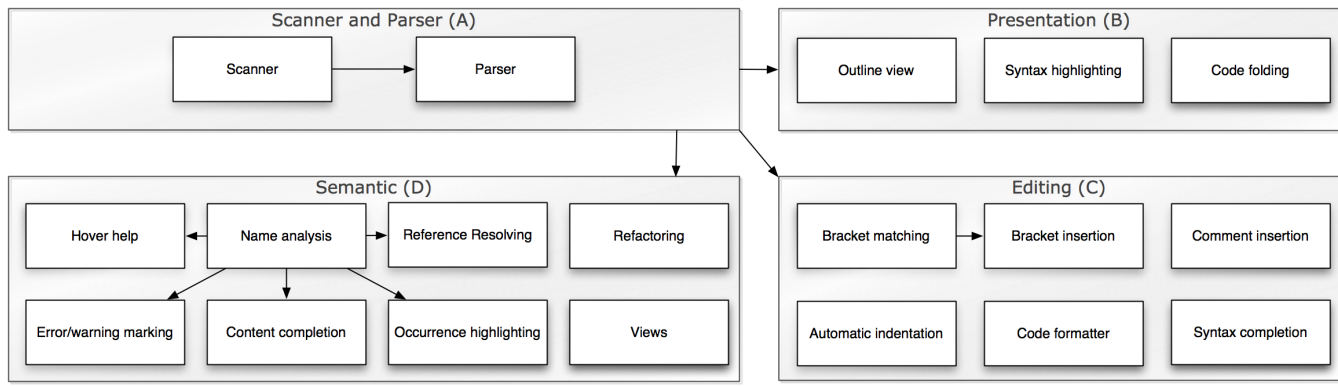 Scanner and Parser (A)
Scanner
Parser
Presentation (B)
Outline view
Syntax highlighting
Code folding
Semantic (D)
Hover help
Name analysis
Reference Resolving
Refactoring
Error/warning marking
Content completion
Occurrence highlighting
Views
Editing (C)
Bracket matching
Bracket insertion
Comment insertion
Automatic indentation
Code formatter
Syntax completion